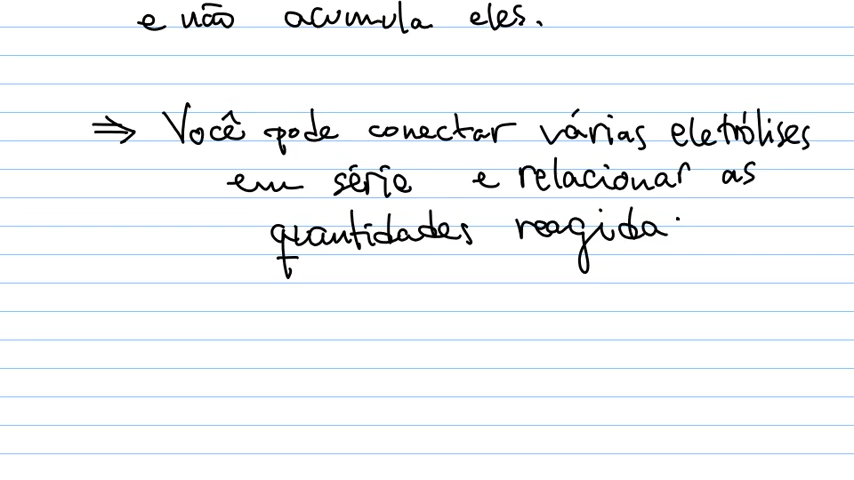 e não acumula eles.
⇒ Você pode conectar várias eletrólises
em série e relacionar as
quantidades reagida.